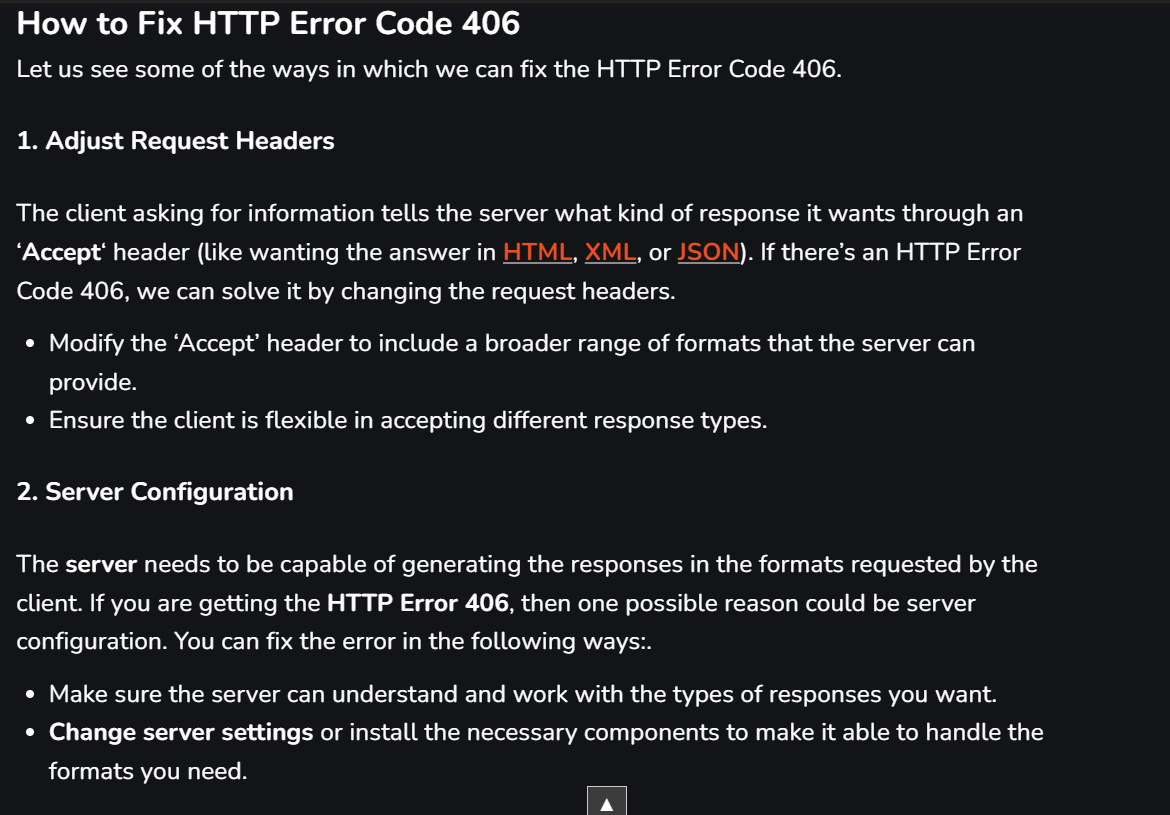 How to Fix HTTP Error Code 406
Let us see some of the ways in which we can fix the HTTP Error Code 406.
1. Adjust Request Headers
The client asking for information tells the server what kind of response it wants through an
‘Accept‘ header (like wanting the answer in HTML, XML, or JSON). If there’s an HTTP Error
Code 406, we can solve it by changing the request headers.
• Modify the ‘Accept’ header to include a broader range of formats that the server can
provide.
• Ensure the client is flexible in accepting different response types.
2. Server Configuration
The server needs to be capable of generating the responses in the formats requested by the
client. If you are getting the HTTP Error 406, then one possible reason could be server
configuration. You can fix the error in the following ways:.
• Make sure the server can understand and work with the types of responses you want.
• Change server settings or install the necessary components to make it able to handle the
formats you need.